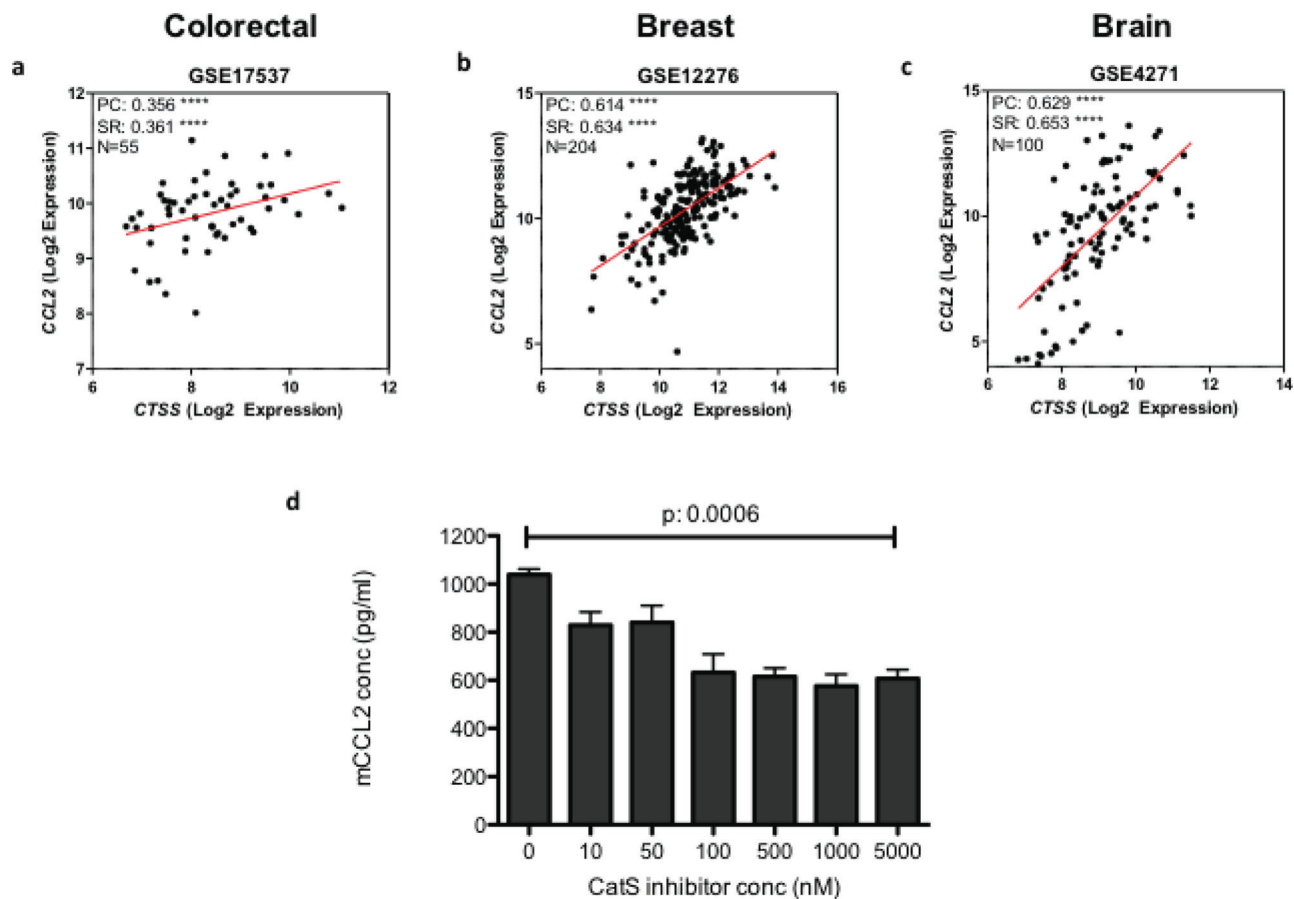 Colorectal
Breast
Brain
a
GSE17537
PC: 0.356 ****
SR: 0.361 ****
N=55
12
11
10
9
8
7
CCL2 (Log2 Expression)
6
8
10
12
CTSS (Log2 Expression)
b
GSE12276
PC: 0.614 ****
SR: 0.634 ****
N=204
15
10
5
CCL2 (Log2 Expression)
6
8
10
12
14
16
CTSS (Log2 Expression)
c
GSE4271
PC: 0.629 ****
SR: 0.653 ****
N=100
15
10
5
CCL2 (Log2 Expression)
6
8
10
12
14
CTSS (Log2 Expression)
d
p: 0.0006
1200
1000
800
600
400
200
0
mCCL2 conc (pg/ml)
0
10
50
100
500
1000
5000
CatS inhibitor conc (nM)